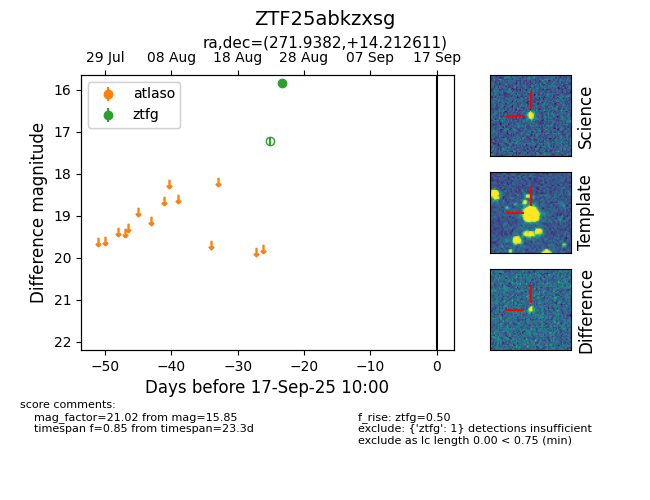 ZTF25abkzxsg
ra,dec=(271.9382,+14.212611)
29 Jul 08 Aug 18 Aug 28 Aug 07 Sep 17 Sep
atlaso
ztfg
16
17
18
19
20
21
22
Difference magnitude
−50 −40 −30 −20 −10 0
Days before 17-Sep-25 10:00
Science
Template
Difference
score comments:
mag_factor=21.02 from mag=15.85
timespan f=0.85 from timespan=23.3d
f_rise: ztfg=0.50
exclude: {'ztfg': 1} detections insufficient
exclude as lc length 0.00 < 0.75 (min)